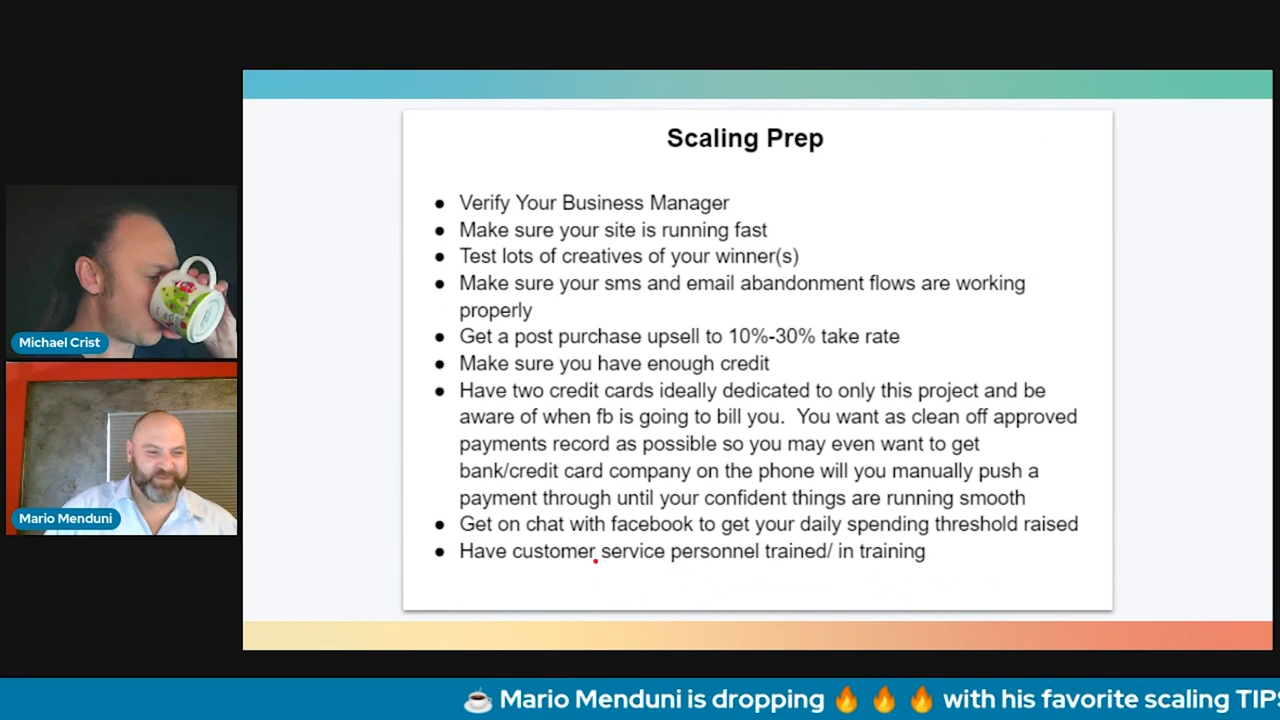 Scaling Prep
● Verify Your Business Manager
● Make sure your site is running fast
● Test lots of creatives of your winner(s)
● Make sure your sms and email abandonment flows are working
properly
● Get a post purchase upsell to 10%-30% take rate
● Make sure you have enough credit
● Have two credit cards ideally dedicated to only this project and be
aware of when fb is going to bill you.  You want as clean off approved
payments record as possible so you may even want to get
bank/credit card company on the phone will you manually push a
payment through until your confident things are running smooth
● Get on chat with facebook to get your daily spending threshold raised
● Have customer service personnel trained/ in training
Michael Crist
Mario Menduni
☕ Mario Menduni is dropping 🔥 🔥 🔥 with his favorite scaling TIPS